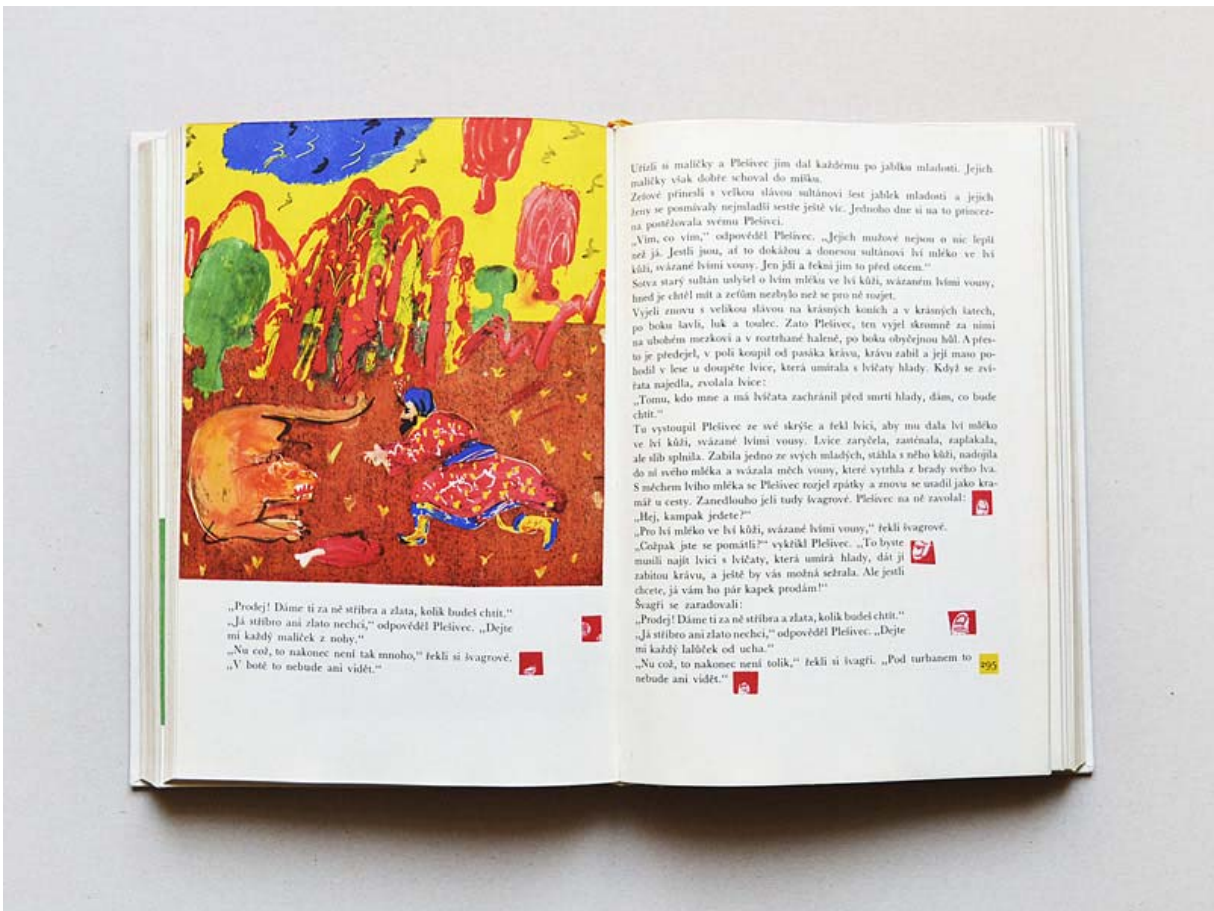 „Prodej! Dáme ti za ně stříbra a zlata, kolik budeš chtít.“
„Já stříbro ani zlato nechci,“ odpověděl Plešivec. „Dejte
mi každý malíček z nohy.“
„Nu což, to nakonec není tak mnoho,“ řekli si švagrové.
„V botě to nebude ani vidět.“
Uřízli si malíčky a Plešivec jim dal každému po jablku mladosti. Jejich
malíčky však dobře schoval do míšku.
Zeťové přinesli s velkou slávou sultánovi šest jablek mladosti a jejich
ženy se posmívaly nejmladší sestře ještě víc. Jednoho dne si na to princez-
na postěžovala svému Plešivci.
„Vím, co vím,“ odpověděl Plešivec. „Jejich mužové nejsou o nic lepší
než já. Jestli jsou, ať to dokážou a donesou sultánovi lví mléko ve lví
kůži, svázané lvími vousy. Jen jdi a řekni jim to před otcem.“
Sotva starý sultán uslyšel o lvím mléku ve lví kůži, svázaném lvími vousy,
hned je chtěl mít a zeťům nezbylo než se pro ně rozjet.
Vyjeli znovu s velikou slávou na krásných koních a v krásných šatech,
po boku šavli, luk a toulec. Zato Plešivec, ten vyjel skromně za nimi
na ubohém mezkovi a v roztrhané haleně, po boku obyčejnou hůl. A přes-
to je předejel, v poli koupil od pasáka krávu, krávu zabil a její maso po-
hodil v lese u doupěte lvice, která umírala s lvíčaty hlady. Když se zví-
řata najedla, zvolala lvice:
„Tomu, kdo mne a má lvíčata zachránil před smrtí hlady, dám, co bude
chtít.“
Tu vystoupil Plešivec ze své skrýše a řekl lvici, aby mu dala lví mléko
ve lví kůži, svázané lvími vousy. Lvice zaryčela, zasténala, zaplakala,
ale slib splnila. Zabila jedno ze svých mladých, stáhla s něho kůži, nadojila
do ní svého mléka a svázala měch vousy, které vytrhla z brady svého lva.
S měchem lvího mléka se Plešivec rozjel zpátky a znovu se usadil jako kra-
mář u cesty. Zanedlouho jeli tudy švagrové. Plešivec na ně zavolal:
„Hej, kampak jedete?“
„Pro lví mléko ve lví kůži, svázané lvími vousy,“ řekli švagrové.
„Cožpak jste se pomátli?“ vykřikl Plešivec. „To byste
musili najít lvici s lvíčaty, která umírá hlady, dát jí
zabitou krávu, a ještě by vás možná sežrala. Ale jestli
chcete, já vám ho pár kapek prodám!“
Švagři se zaradovali:
„Prodej! Dáme ti za ně stříbra a zlata, kolik budeš chtít.“
„Já stříbro ani zlato nechci,“ odpověděl Plešivec. „Dejte
mi každý lalůček od ucha.“
„Nu což, to nakonec není tolik,“ řekli si švagři. „Pod turbanem to
nebude ani vidět.“
295